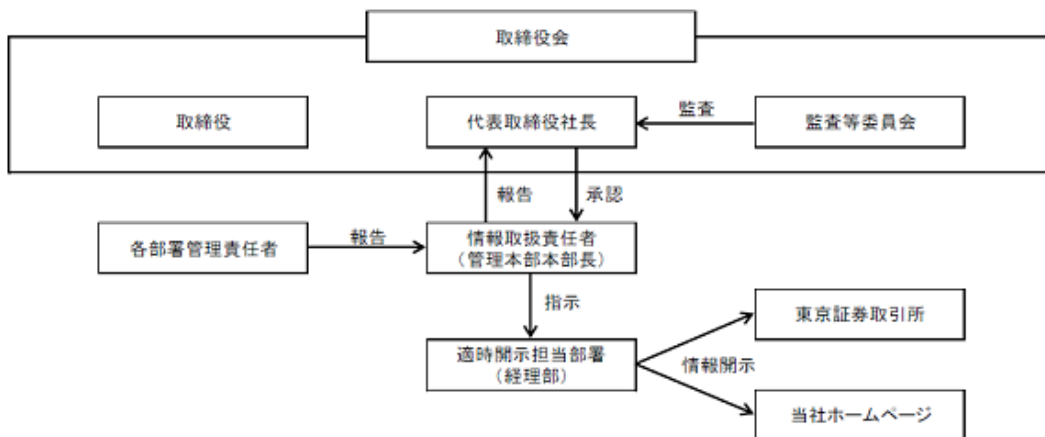 取締役会
取締役
代表取締役社長
監査
監査等委員会
報告
承認
各部署管理責任者
報告
情報取扱責任者
（管理本部本部長）
指示
適時開示担当部署
（経理部）
情報開示
東京証券取引所
当社ホームページ